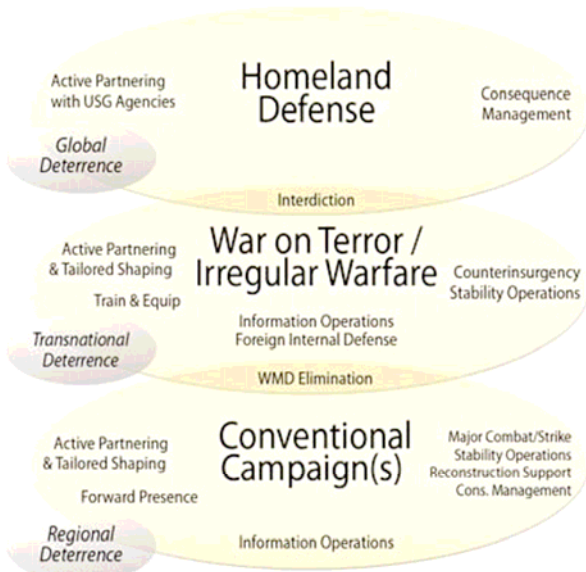 Homeland
Defense
Active Partnering
with USG Agencies
Consequence
Management
Global
Deterrence
Interdiction
War on Terror /
Irregular Warfare
Active Partnering
& Tailored Shaping
Train & Equip
Counterinsurgency
Stability Operations
Information Operations
Foreign Internal Defense
Transnational
Deterrence
WMD Elimination
Conventional
Campaign(s)
Active Partnering
& Tailored Shaping
Forward Presence
Major Combat/Strike
Stability Operations
Reconstruction Support
Cons. Management
Regional
Deterrence
Information Operations